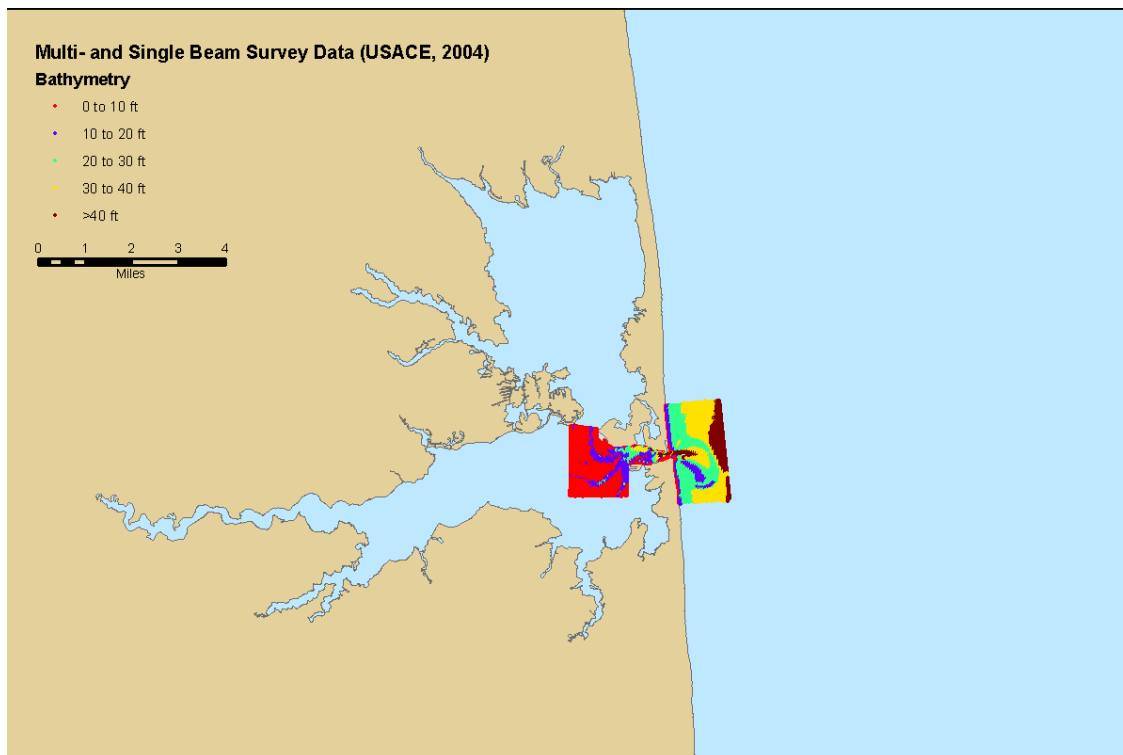 Multi- and Single Beam Survey Data (USACE, 2004)
Bathymetry
0 to 10 ft
10 to 20 ft
20 to 30 ft
30 to 40 ft
>40 ft
0 1 2 3 4
Miles